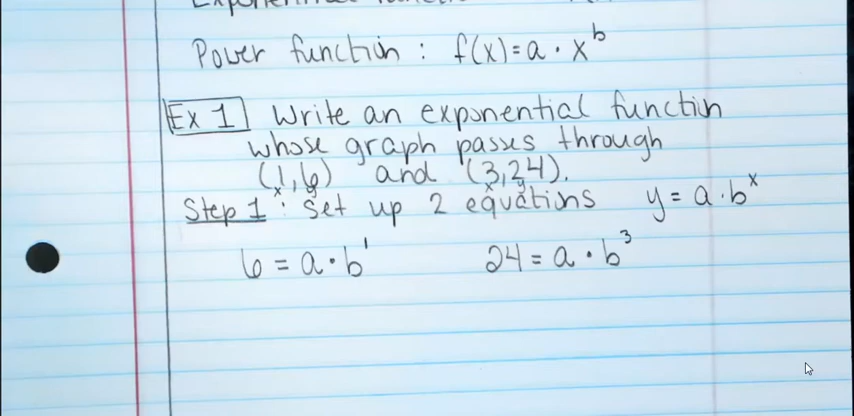 Power function : f(x) = a · x^b
Ex 1 Write an exponential function
whose graph passes through
(1,6) and (3,24).
x y x y
Step 1 : Set up 2 equations y = a · b^x
6 = a · b^1 24 = a · b^3